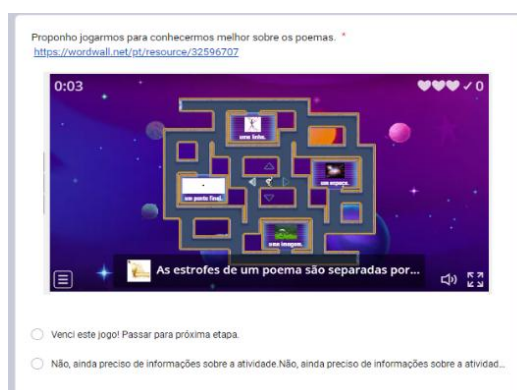 Proponho jogarmos para conhecermos melhor sobre os poemas. *
https://wordwall.net/pt/resource/32596707
0:03
✓ 0
uma linha.
um ponto final.
um espaço.
uma imagem.
As estrofes de um poema são separadas por...
Venci este jogo! Passar para próxima etapa.
Não, ainda preciso de informações sobre a atividade.Não, ainda preciso de informações sobre a atividad...